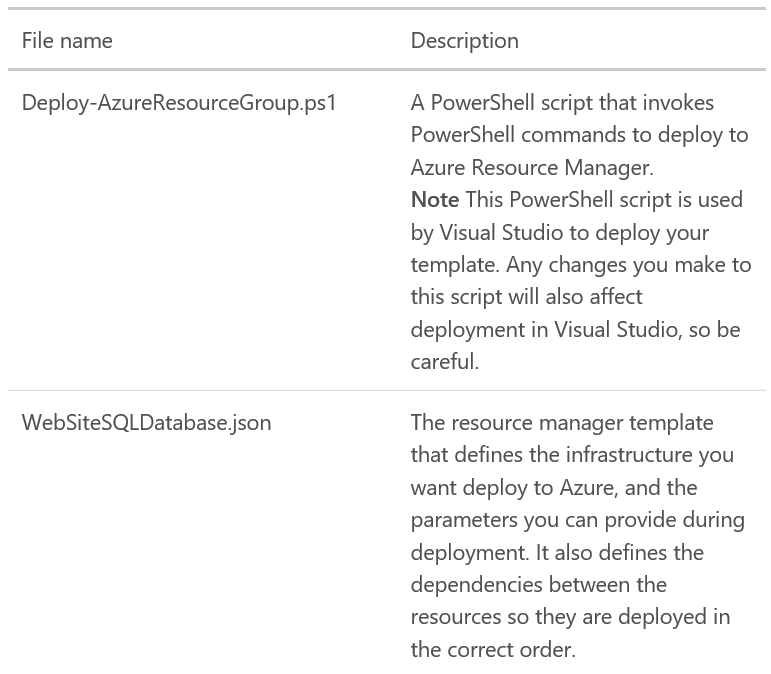 File name
Description
Deploy-AzureResourceGroup.ps1
A PowerShell script that invokes
PowerShell commands to deploy to
Azure Resource Manager.
Note This PowerShell script is used
by Visual Studio to deploy your
template. Any changes you make to
this script will also affect
deployment in Visual Studio, so be
careful.
WebSiteSQLDatabase.json
The resource manager template
that defines the infrastructure you
want deploy to Azure, and the
parameters you can provide during
deployment. It also defines the
dependencies between the
resources so they are deployed in
the correct order.